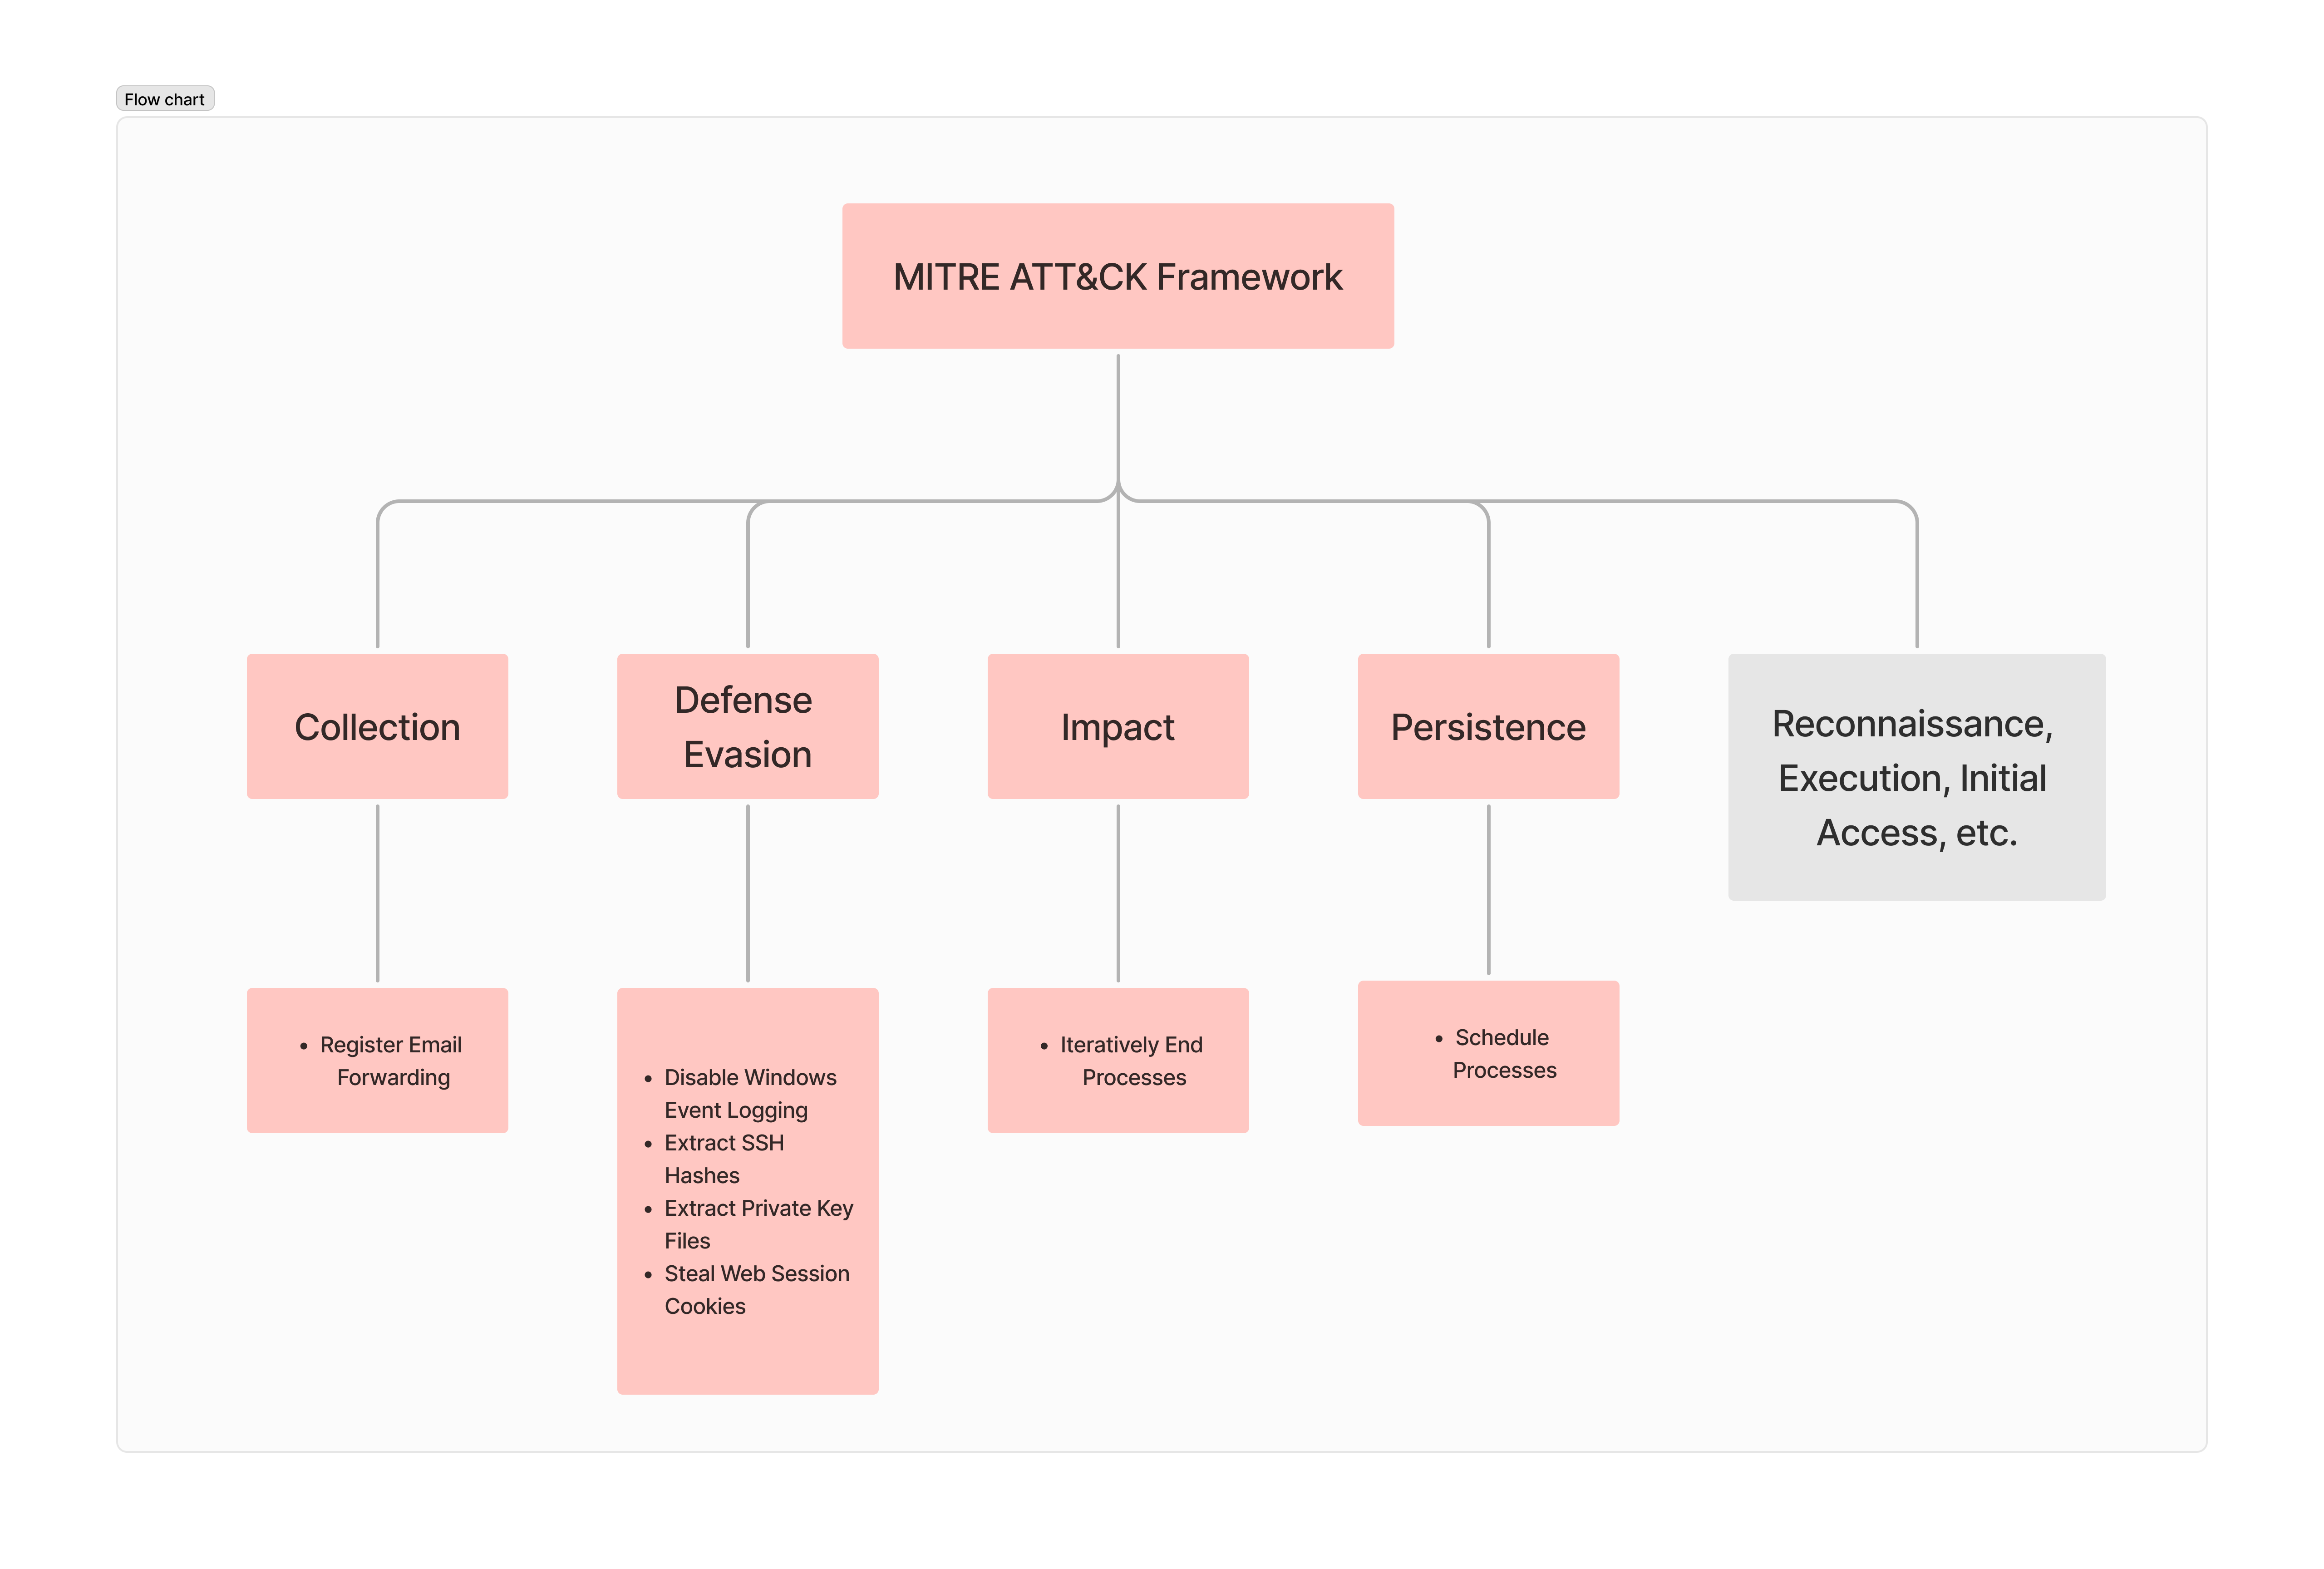 Flow chart
MITRE ATT&CK Framework
Collection
Defense
Evasion
Impact
Persistence
Reconnaissance,
Execution, Initial
Access, etc.
• Register Email
Forwarding
• Disable Windows
Event Logging
• Extract SSH
Hashes
• Extract Private Key
Files
• Steal Web Session
Cookies
• Iteratively End
Processes
• Schedule
Processes